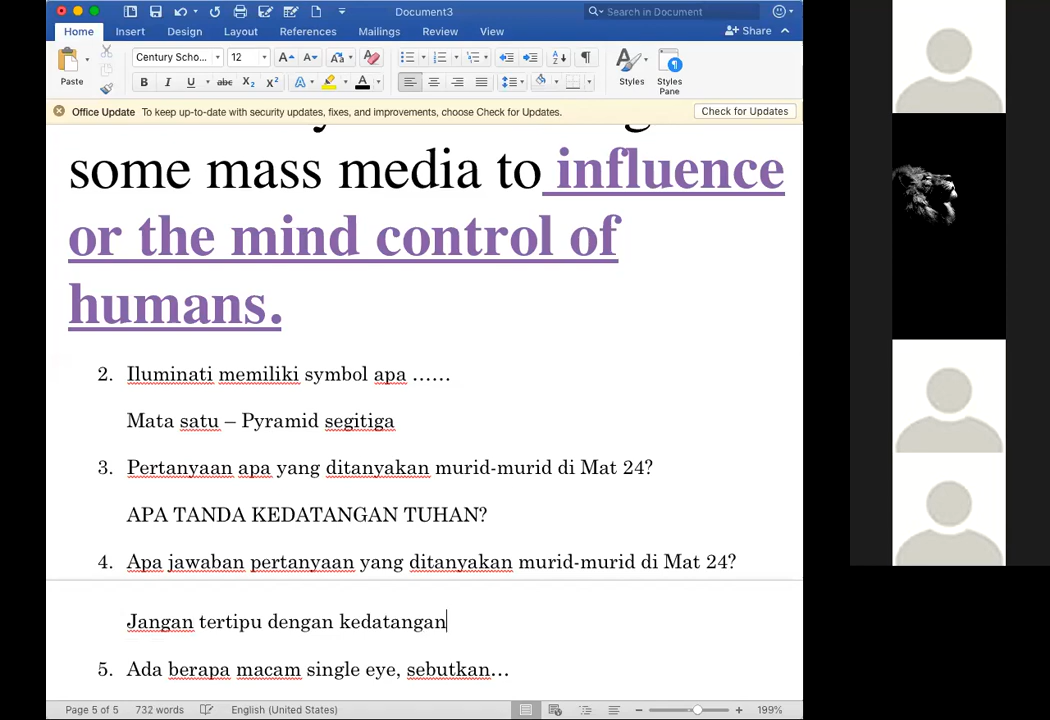 Document3
Search in Document
Home Insert Design Layout References Mailings Review View
Share
Paste
Century Scho... 12
B I U abc X2 X2 A A
Styles
Styles Pane
Office Update To keep up-to-date with security updates, fixes, and improvements, choose Check for Updates.
Check for Updates
some mass media to influence
or the mind control of
humans.
2. Iluminati memiliki symbol apa ……
Mata satu – Pyramid segitiga
3. Pertanyaan apa yang ditanyakan murid-murid di Mat 24?
APA TANDA KEDATANGAN TUHAN?
4. Apa jawaban pertanyaan yang ditanyakan murid-murid di Mat 24?
Jangan tertipu dengan kedatangan
5. Ada berapa macam single eye, sebutkan…
Page 5 of 5 732 words English (United States) 199%